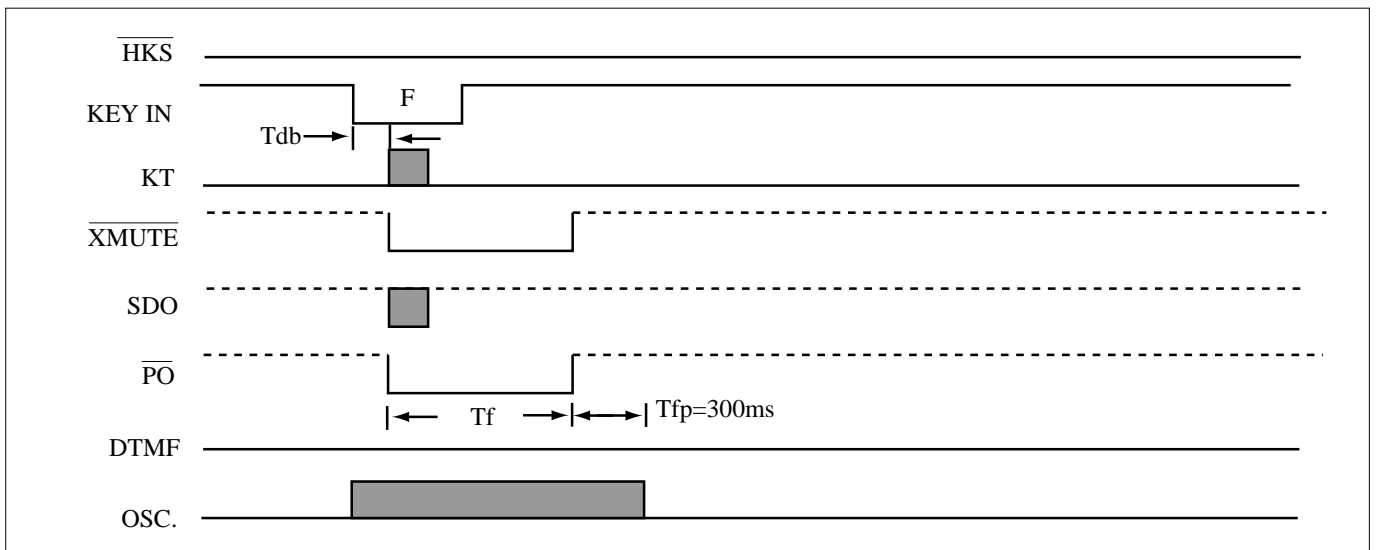 HKS
KEY IN
F
Tdb
KT
XMUTE
SDO
PO
Tf
Tfp=300ms
DTMF
OSC.